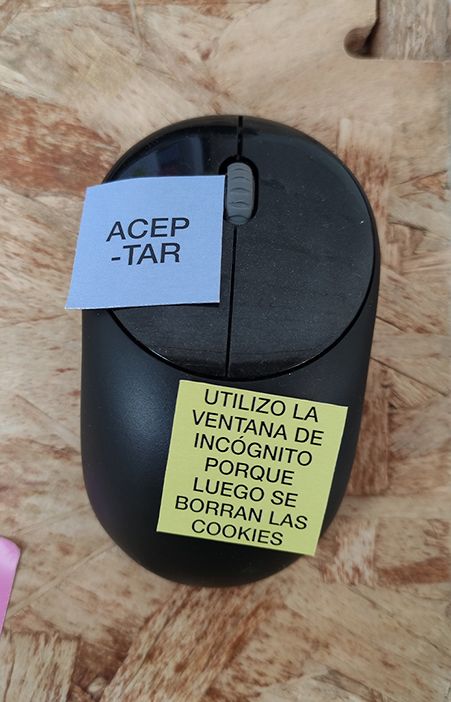 ACEP
-TAR
UTILIZO LA
VENTANA DE
INCÓGNITO
PORQUE
LUEGO SE
BORRAN LAS
COOKIES